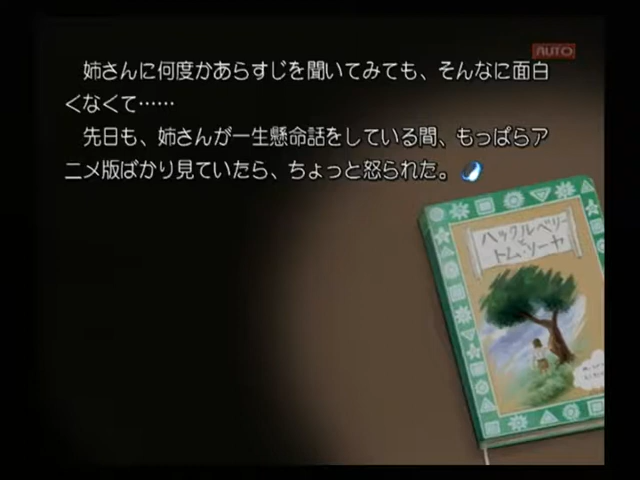 AUTO
姉さんに何度かあらすじを聞いてみても、そんなに面白
くなくて……
先日も、姉さんが一生懸命話をしている間、もっぱらア
ニメ版ばかり見ていたら、ちょっと怒られた。
ハックルベリー
と
トム・ソーヤ